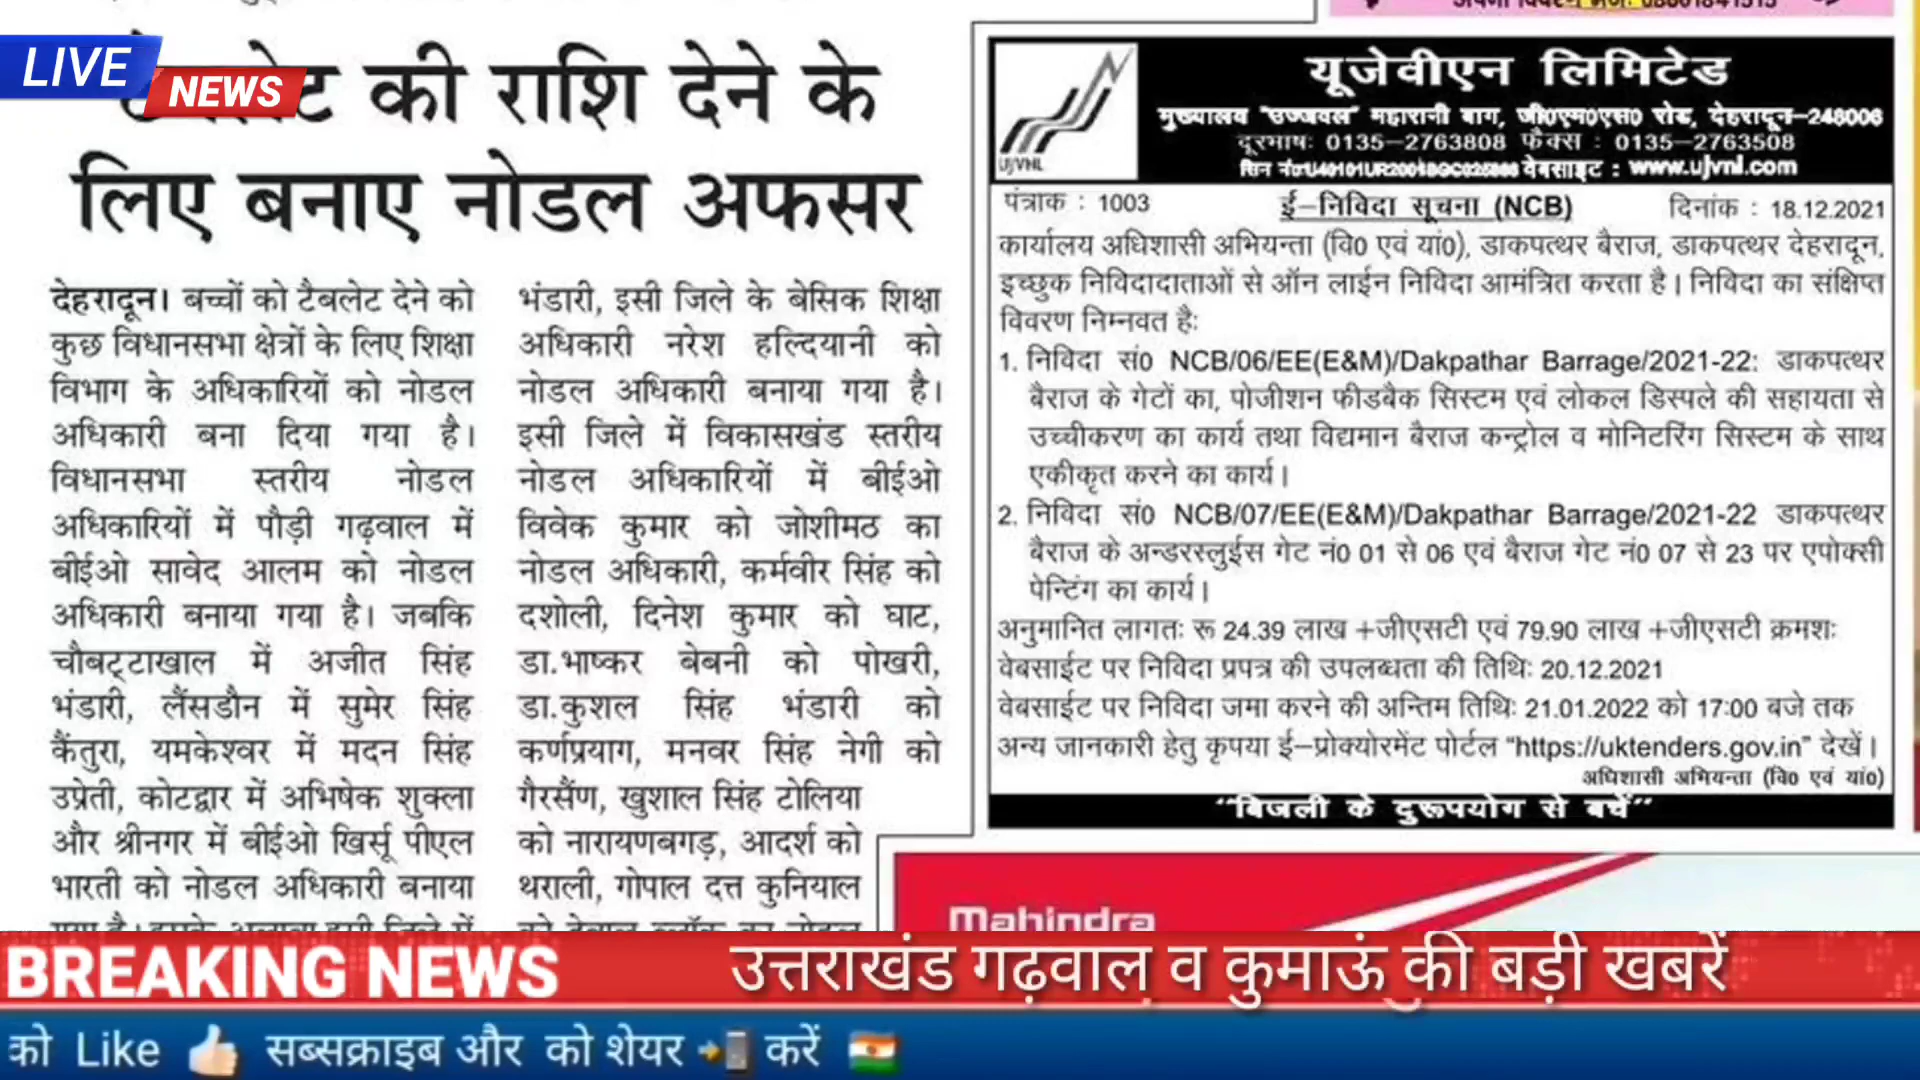 LIVE
NEWS
की राशि देने के
लिए बनाए नोडल अफसर
देहरादून। बच्चों को टैबलेट देने को
कुछ विधानसभा क्षेत्रों के लिए शिक्षा
विभाग के अधिकारियों को नोडल
अधिकारी बना दिया गया है।
विधानसभा स्तरीय नोडल
अधिकारियों में पौड़ी गढ़वाल में
बीईओ सावेद आलम को नोडल
अधिकारी बनाया गया है। जबकि
चौबट्टाखाल में अजीत सिंह
भंडारी, लैंसडौन में सुमेर सिंह
कैंतुरा, यमकेश्वर में मदन सिंह
उप्रेती, कोटद्वार में अभिषेक शुक्ला
और श्रीनगर में बीईओ खिर्सू पीएल
भारती को नोडल अधिकारी बनाया
भंडारी, इसी जिले के बेसिक शिक्षा
अधिकारी नरेश हल्दियानी को
नोडल अधिकारी बनाया गया है।
इसी जिले में विकासखंड स्तरीय
नोडल अधिकारियों में बीईओ
विवेक कुमार को जोशीमठ का
नोडल अधिकारी, कर्मवीर सिंह को
दशोली, दिनेश कुमार को घाट,
डा.भाष्कर बेबनी को पोखरी,
डा.कुशल सिंह भंडारी को
कर्णप्रयाग, मनवर सिंह नेगी को
गैरसैंण, खुशाल सिंह टोलिया
को नारायणबगड़, आदर्श को
थराली, गोपाल दत्त कुनियाल
UJVNL
यूजेवीएन लिमिटेड
मुख्यालय "उज्जवल" महारानी बाग, जी0एम0एस0 रोड, देहरादून-248006
दूरभाषः 0135-2763808 फैक्स : 0135-2763508
वेबसाइट : www.ujvnl.com
पंत्राक : 1003 ई-निविदा सूचना (NCB) दिनांक : 18.12.2021
कार्यालय अधिशासी अभियन्ता (वि0 एवं यां0), डाकपत्थर बैराज, डाकपत्थर देहरादून,
इच्छुक निविदादाताओं से ऑन लाईन निविदा आमंत्रित करता है। निविदा का संक्षिप्त
विवरण निम्नवत हैः
1. निविदा सं0 NCB/06/EE(E&M)/Dakpathar Barrage/2021-22: डाकपत्थर
बैराज के गेटों का, पोजीशन फीडबैक सिस्टम एवं लोकल डिस्पले की सहायता से
उच्चीकरण का कार्य तथा विद्यमान बैराज कन्ट्रोल व मोनिटरिंग सिस्टम के साथ
एकीकृत करने का कार्य।
2. निविदा सं0 NCB/07/EE(E&M)/Dakpathar Barrage/2021-22 डाकपत्थर
बैराज के अन्डरस्लुईस गेट नं0 01 से 06 एवं बैराज गेट नं0 07 से 23 पर एपोक्सी
पेन्टिंग का कार्य।
अनुमानित लागतः रू 24.39 लाख +जीएसटी एवं 79.90 लाख +जीएसटी क्रमशः
वेबसाईट पर निविदा प्रपत्र की उपलब्धता की तिथिः 20.12.2021
वेबसाईट पर निविदा जमा करने की अन्तिम तिथिः 21.01.2022 को 17:00 बजे तक
अन्य जानकारी हेतु कृपया ई-प्रोक्योरमेंट पोर्टल "https://uktenders.gov.in" देखें।
अधिशासी अभियन्ता (वि0 एवं यां0)
"बिजली के दुरूपयोग से बचें"
Mahindra
BREAKING NEWS
उत्तराखंड गढ़वाल व कुमाऊं की बड़ी खबरें
को Like 👍🏻 सब्सक्राइब और को शेयर 📲 करें 🇮🇳